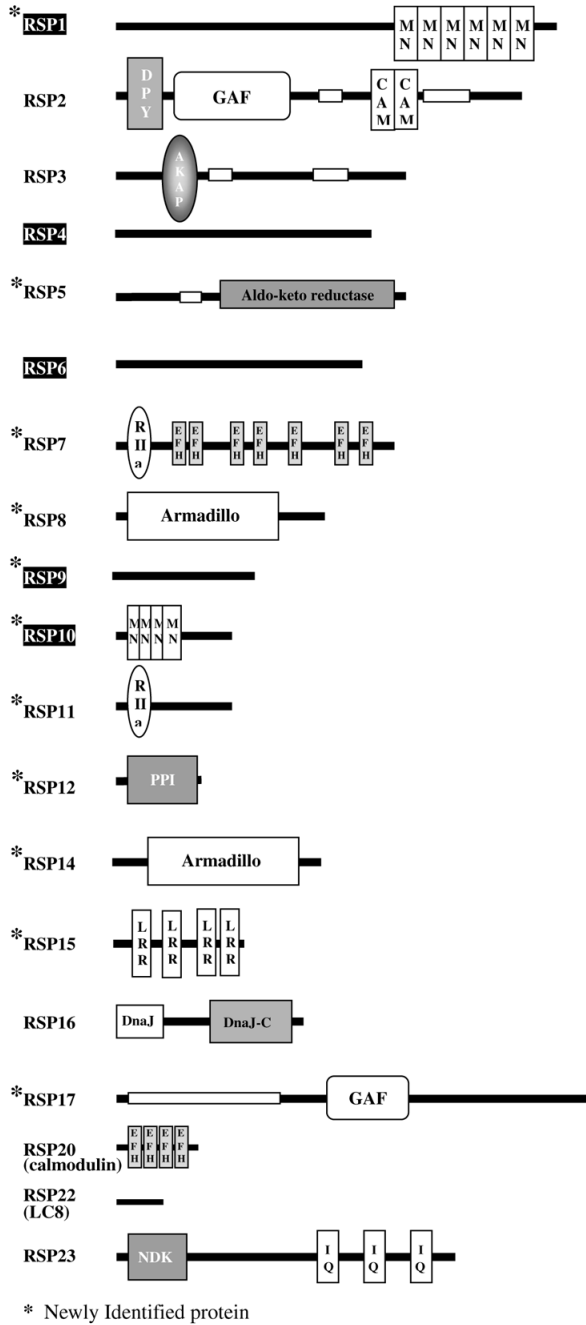 * RSP1 MN MN MN MN MN MN
RSP2 DPY GAF CAM CAM
RSP3 AKAP
RSP4
* RSP5 Aldo-keto reductase
RSP6
* RSP7 RIIa EFH EFH EFH EFH EFH EFH EFH
* RSP8 Armadillo
* RSP9
* RSP10 MN MN MN MN
* RSP11 RIIa
* RSP12 PPI
* RSP14 Armadillo
* RSP15 LRR LRR LRR LRR
RSP16 DnaJ DnaJ-C
* RSP17 GAF
RSP20 EFH EFH EFH EFH
(calmodulin)
RSP22
(LC8)
RSP23 NDK IQ IQ IQ
* Newly Identified protein